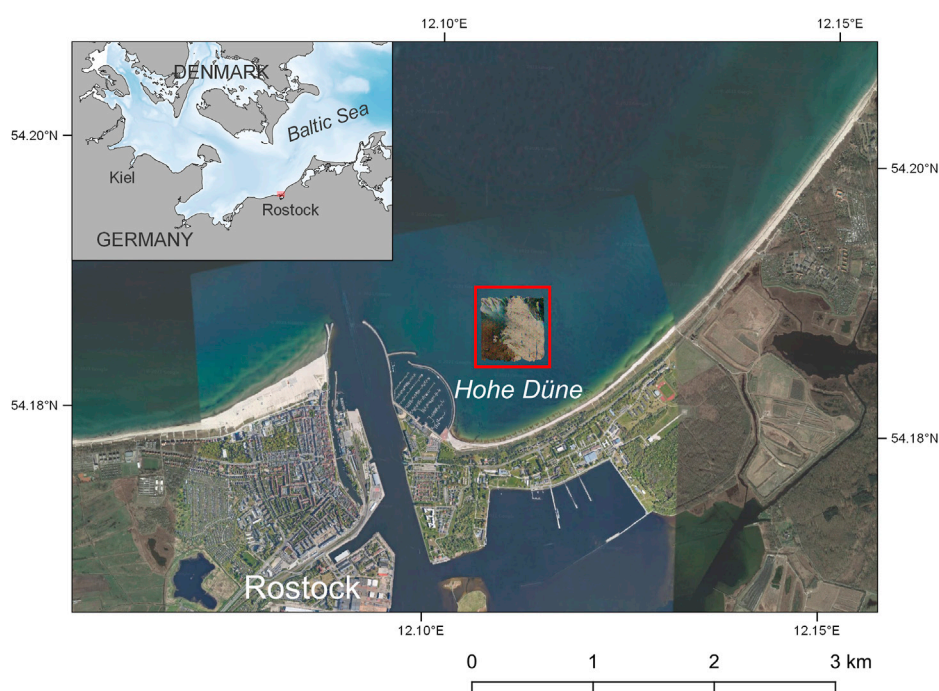 12.10°E
12.15°E
DENMARK
Baltic Sea
Kiel
Rostock
GERMANY
54.20°N
54.20°N
Hohe Düne
54.18°N
54.18°N
Rostock
12.10°E
12.15°E
0 1 2 3 km